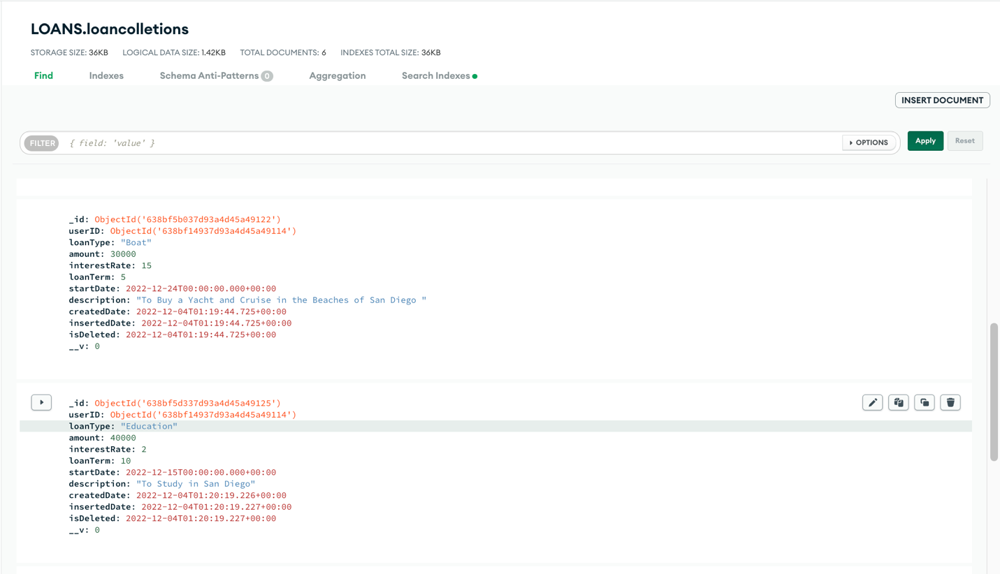 LOANS.loancolletions
STORAGE SIZE: 36KB LOGICAL DATA SIZE: 1.42KB TOTAL DOCUMENTS: 6 INDEXES TOTAL SIZE: 36KB
Find Indexes Schema Anti-Patterns 0 Aggregation Search Indexes
INSERT DOCUMENT
FILTER { field: 'value' } OPTIONS Apply Reset
_id: ObjectId('638bf5b037d93a4d45a49122')
userID: ObjectId('638bf14937d93a4d45a49114')
loanType: "Boat"
amount: 30000
interestRate: 15
loanTerm: 5
startDate: 2022-12-24T00:00:00.000+00:00
description: "To Buy a Yacht and Cruise in the Beaches of San Diego "
createdDate: 2022-12-04T01:19:44.725+00:00
insertedDate: 2022-12-04T01:19:44.725+00:00
isDeleted: 2022-12-04T01:19:44.725+00:00
__v: 0
_id: ObjectId('638bf5d337d93a4d45a49125')
userID: ObjectId('638bf14937d93a4d45a49114')
loanType: "Education"
amount: 40000
interestRate: 2
loanTerm: 10
startDate: 2022-12-15T00:00:00.000+00:00
description: "To Study in San Diego"
createdDate: 2022-12-04T01:20:19.226+00:00
insertedDate: 2022-12-04T01:20:19.227+00:00
isDeleted: 2022-12-04T01:20:19.227+00:00
__v: 0